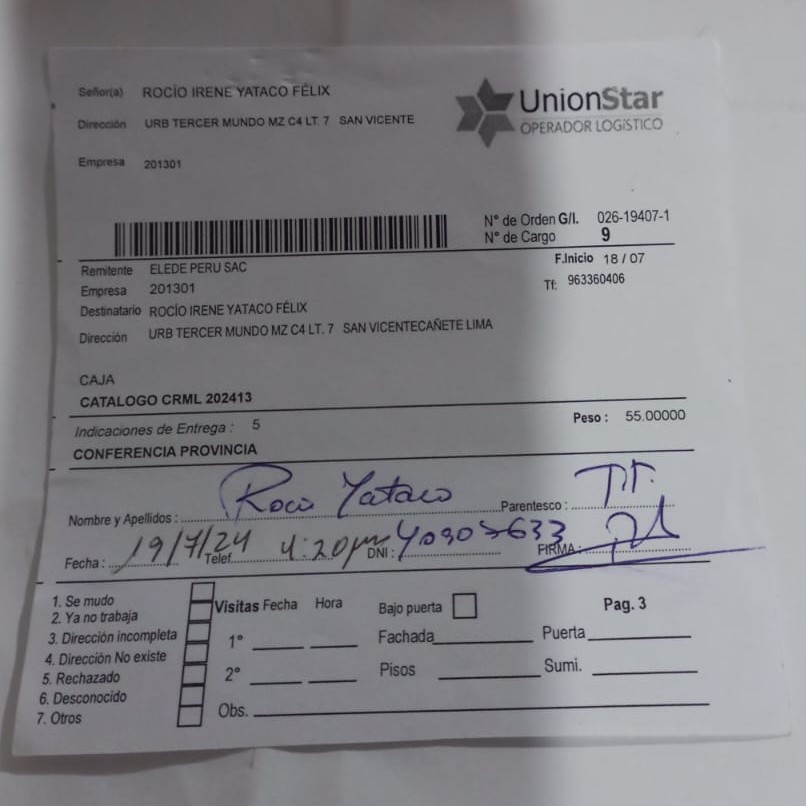 Señor(a) ROCÍO IRENE YATACO FÉLIX
UnionStar
OPERADOR LOGÍSTICO
Dirección URB TERCER MUNDO MZ C4 LT. 7 SAN VICENTE
Empresa 201301
N° de Orden G/I. 026-19407-1
N° de Cargo 9
Remitente ELEDE PERU SAC
F.Inicio 18 / 07
Empresa 201301
Tf: 963360406
Destinatario ROCÍO IRENE YATACO FÉLIX
Dirección URB TERCER MUNDO MZ C4 LT. 7 SAN VICENTECAÑETE LIMA
CAJA
CATALOGO CRML 202413
Indicaciones de Entrega : 5
Peso : 55.00000
CONFERENCIA PROVINCIA
Nombre y Apellidos : Roco Yataco Parentesco : T.T.
Fecha : 19/7/24 Telef. 4:20pm DNI : FIRMA:
1. Se mudo
2. Ya no trabaja
3. Dirección incompleta
4. Dirección No existe
5. Rechazado
6. Desconocido
7. Otros
Visitas Fecha Hora
1°
2°
Obs.
Bajo puerta
Fachada
Pisos
Pag. 3
Puerta
Sumi.